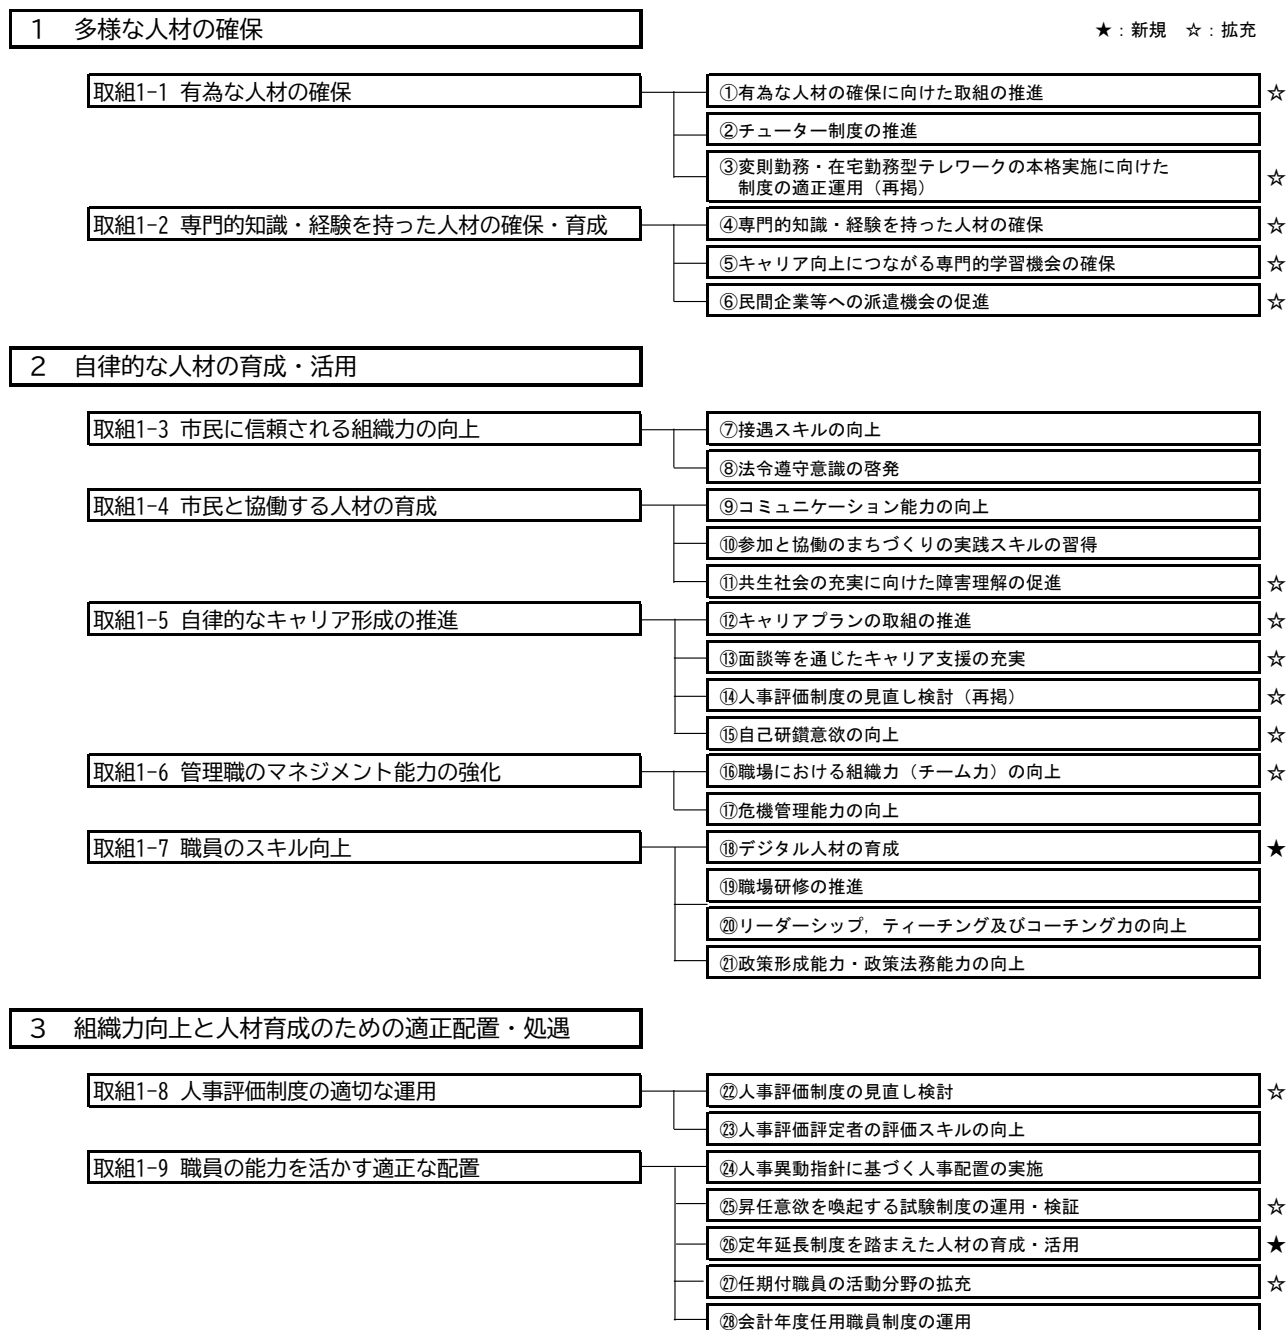 1 多様な人材の確保
★：新規 ☆：拡充
取組1-1 有為な人材の確保
①有為な人材の確保に向けた取組の推進 ☆
②チューター制度の推進
③変則勤務・在宅勤務型テレワークの本格実施に向けた
制度の適正運用（再掲） ☆
取組1-2 専門的知識・経験を持った人材の確保・育成
④専門的知識・経験を持った人材の確保 ☆
⑤キャリア向上につながる専門的学習機会の確保 ☆
⑥民間企業等への派遣機会の促進 ☆
2 自律的な人材の育成・活用
取組1-3 市民に信頼される組織力の向上
⑦接遇スキルの向上
⑧法令遵守意識の啓発
取組1-4 市民と協働する人材の育成
⑨コミュニケーション能力の向上
⑩参加と協働のまちづくりの実践スキルの習得
⑪共生社会の充実に向けた障害理解の促進 ☆
取組1-5 自律的なキャリア形成の推進
⑫キャリアプランの取組の推進 ☆
⑬面談等を通じたキャリア支援の充実 ☆
⑭人事評価制度の見直し検討（再掲） ☆
⑮自己研鑽意欲の向上 ☆
取組1-6 管理職のマネジメント能力の強化
⑯職場における組織力（チーム力）の向上 ☆
⑰危機管理能力の向上
取組1-7 職員のスキル向上
⑱デジタル人材の育成 ★
⑲職場研修の推進
⑳リーダーシップ，ティーチング及びコーチング力の向上
㉑政策形成能力・政策法務能力の向上
3 組織力向上と人材育成のための適正配置・処遇
取組1-8 人事評価制度の適切な運用
㉒人事評価制度の見直し検討 ☆
㉓人事評価評定者の評価スキルの向上
取組1-9 職員の能力を活かす適正な配置
㉔人事異動指針に基づく人事配置の実施
㉕昇任意欲を喚起する試験制度の運用・検証 ☆
㉖定年延長制度を踏まえた人材の育成・活用 ★
㉗任期付職員の活動分野の拡充 ☆
㉘会計年度任用職員制度の運用